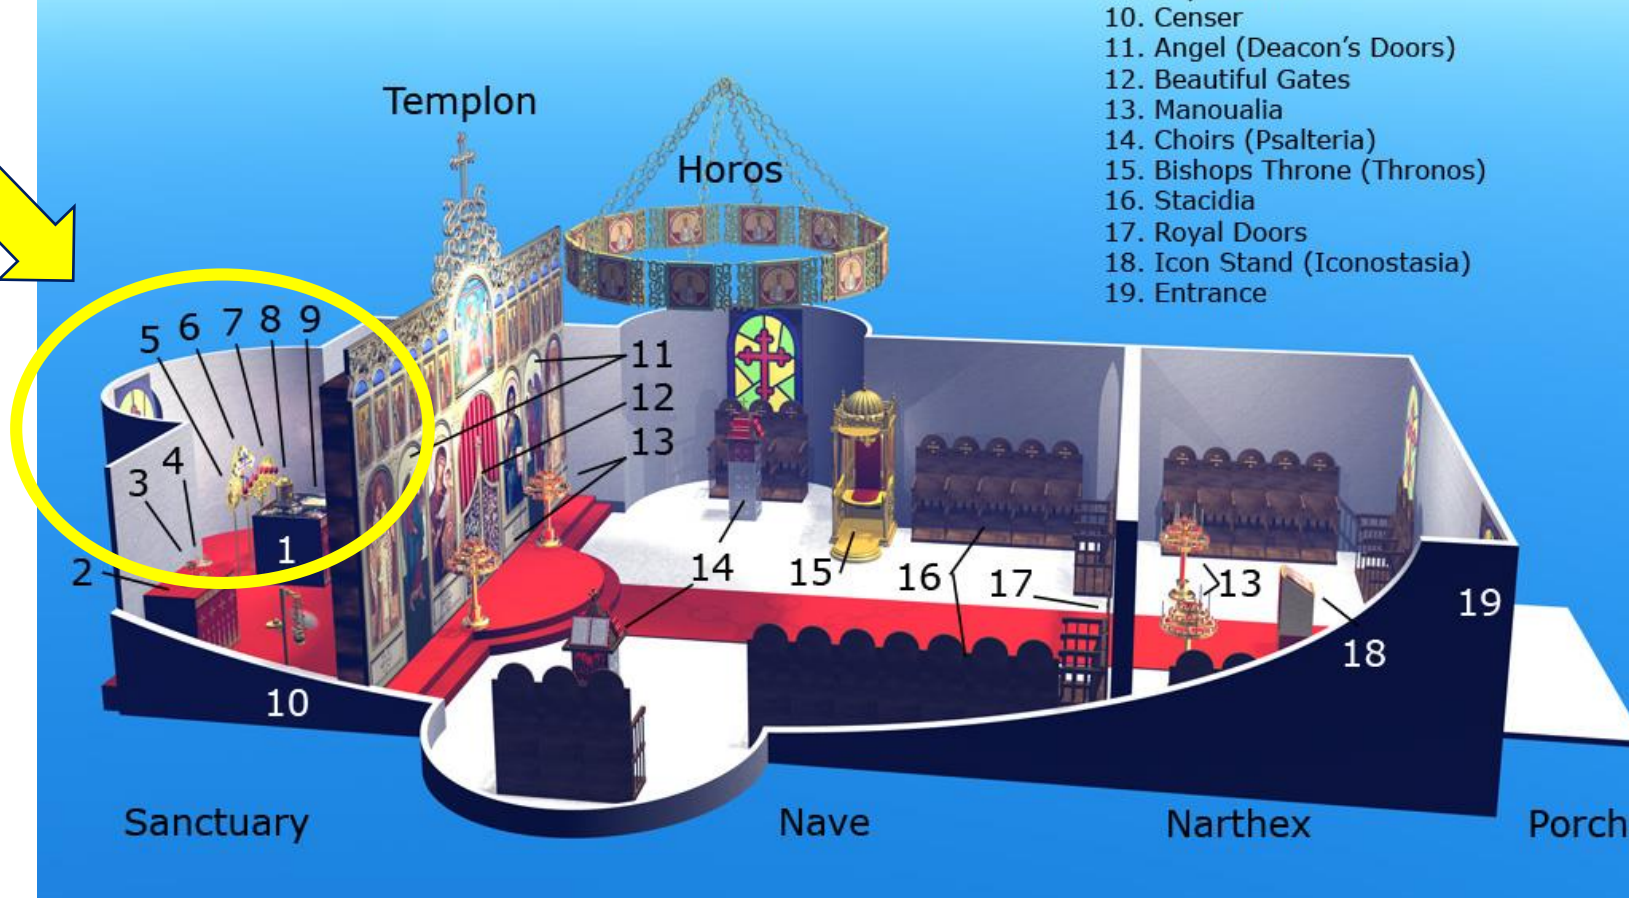 10. Censer
11. Angel (Deacon's Doors)
12. Beautiful Gates
13. Manoualia
14. Choirs (Psalteria)
15. Bishops Throne (Thronos)
16. Stacidia
17. Royal Doors
18. Icon Stand (Iconostasia)
19. Entrance
Templon
Horos
5 6 7 8 9
11
12
13
3 4
1
2
14
15
16
17
13
18
19
10
Sanctuary
Nave
Narthex
Porch